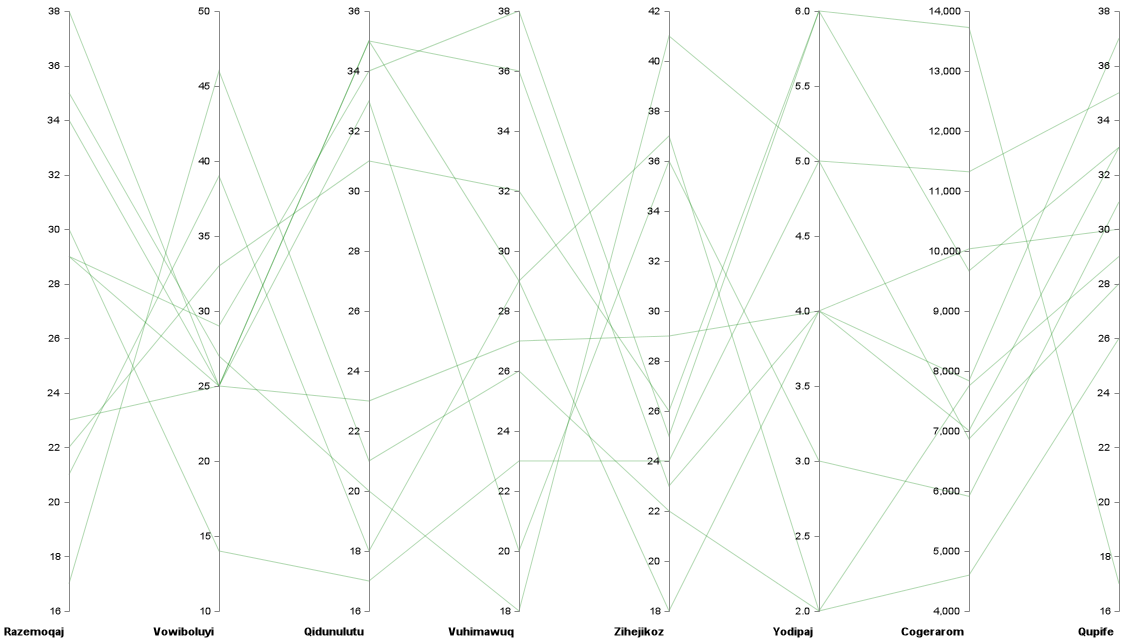 38 50 36 38 42 6.0 14,000 38
36 45 34 36 40 5.5 13,000 36
34 40 32 34 38 5.0 12,000 34
32 35 30 32 36 4.5 11,000 32
30 30 28 30 34 4.0 10,000 30
28 25 26 28 32 3.5 9,000 28
26 20 24 26 30 3.0 8,000 26
24 15 22 24 28 2.5 7,000 24
22 10 20 22 26 2.0 6,000 22
20 18 20 24 5,000 20
18 16 18 22 4,000 18
16 20 16
18
Razemoqaj Vowiboluyi Qidunulutu Vuhimawuq Zihejikoz Yodipaj Cogerarom Qupife